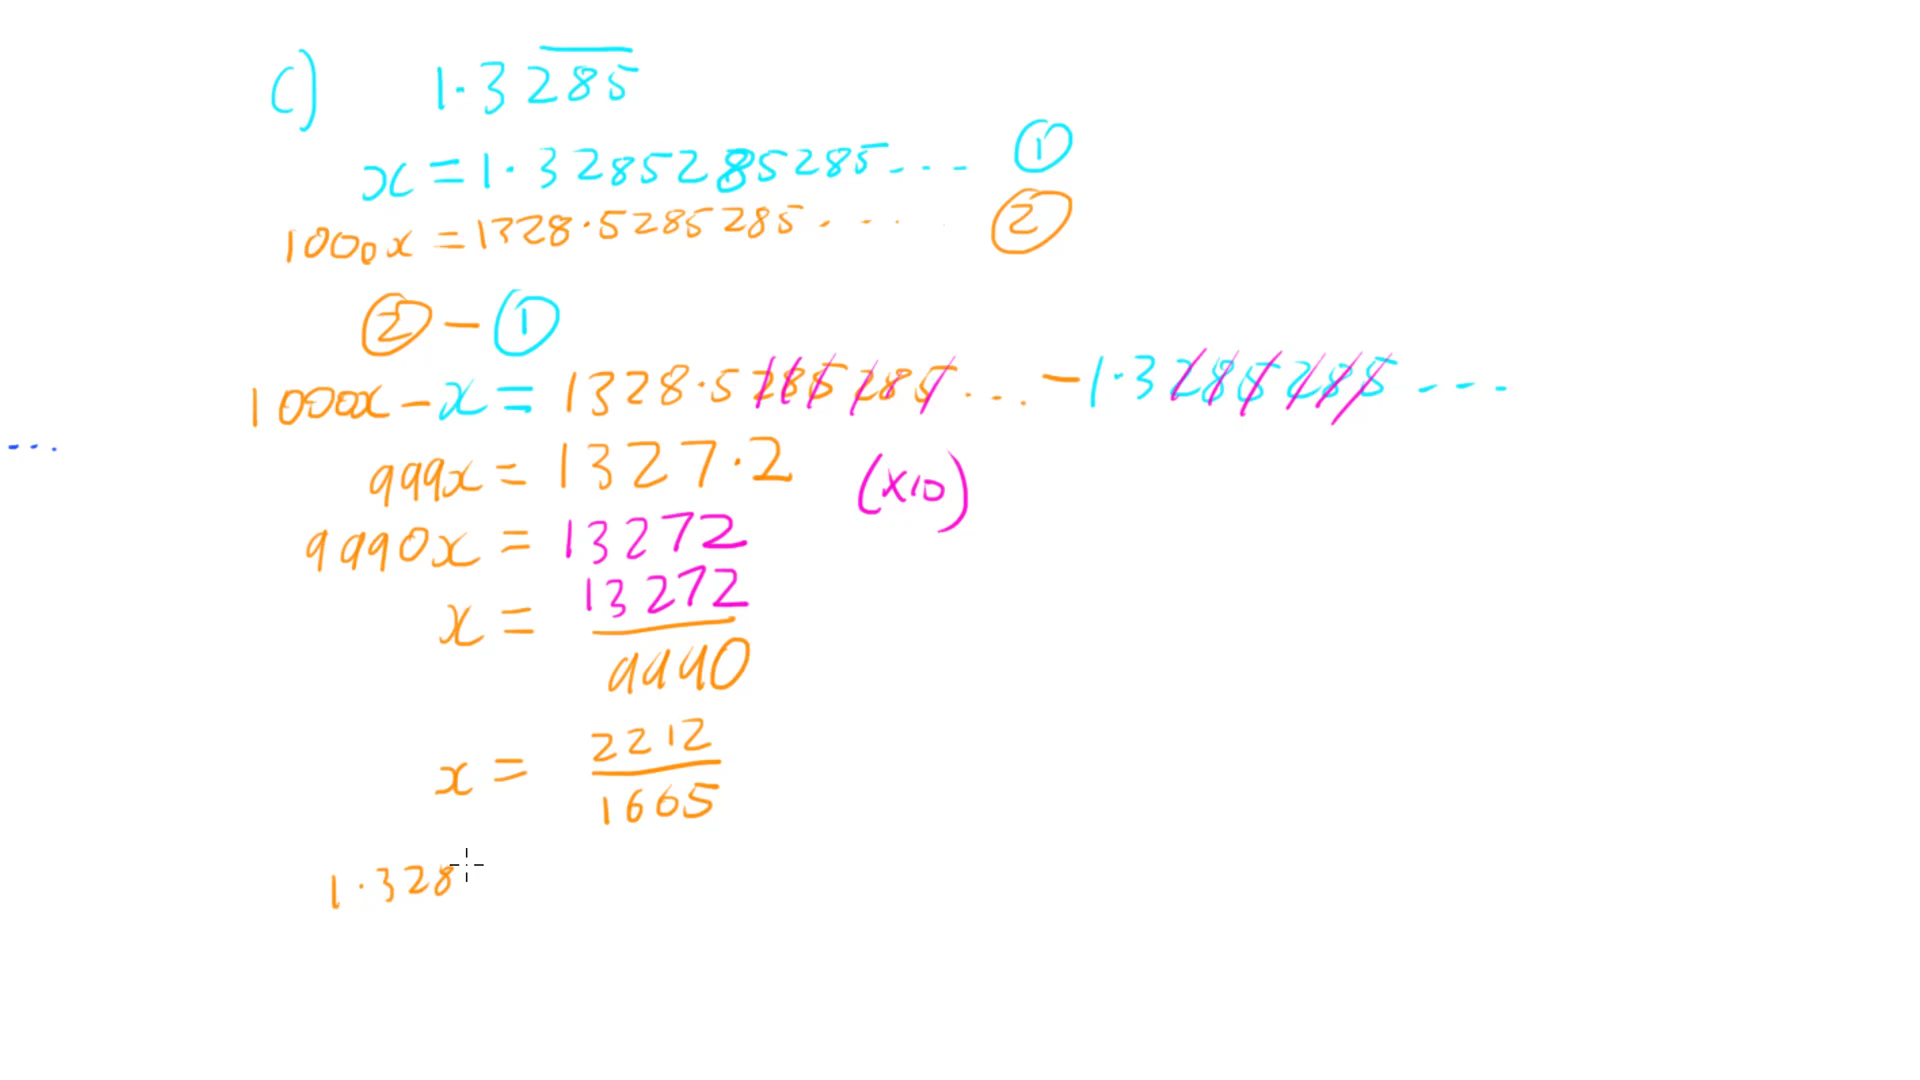 c) 1.3285
x = 1.3285285285... ①
1000x = 1328.5285285... ②
② − ①
1000x − x = 1328.5285285... − 1.3285285...
...
999x = 1327.2 (×10)
9990x = 13272
x = 13272
9990
x = 2212
1665
1.328